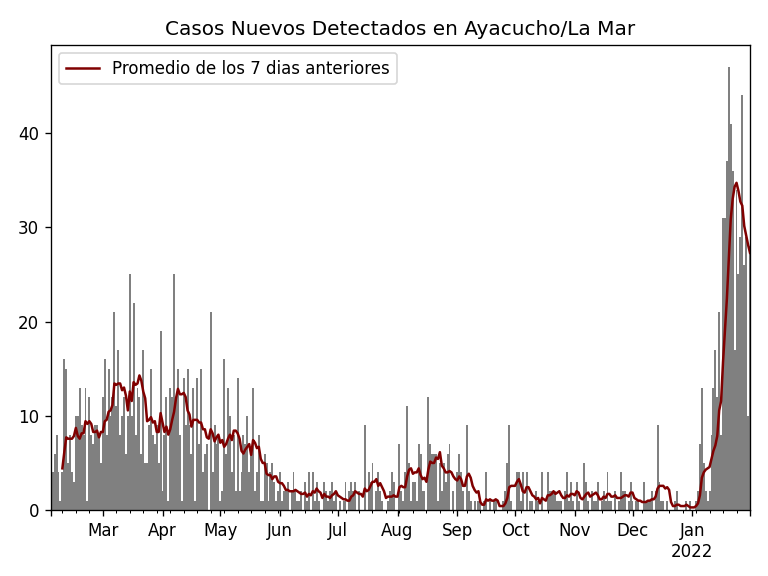 Casos Nuevos Detectados en Ayacucho/La Mar
Promedio de los 7 dias anteriores
40
30
20
10
0
Mar Apr May Jun Jul Aug Sep Oct Nov Dec Jan
2022